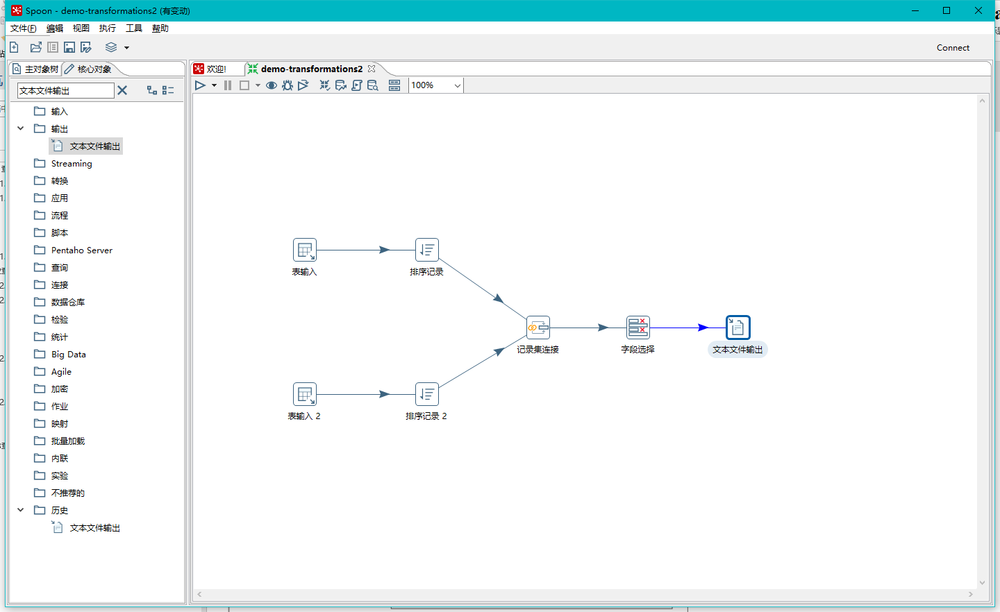 Spoon - demo-transformations2 (有变动)
文件(F) 编辑 视图 执行 工具 帮助
Connect
主对象树 核心对象
欢迎! demo-transformations2
文本文件输出
100%
输入
输出
文本文件输出
Streaming
转换
应用
流程
脚本
Pentaho Server
查询
连接
数据仓库
检验
统计
Big Data
Agile
加密
作业
映射
批量加载
内联
实验
不推荐的
历史
文本文件输出
表输入
排序记录
记录集连接
字段选择
文本文件输出
表输入 2
排序记录 2